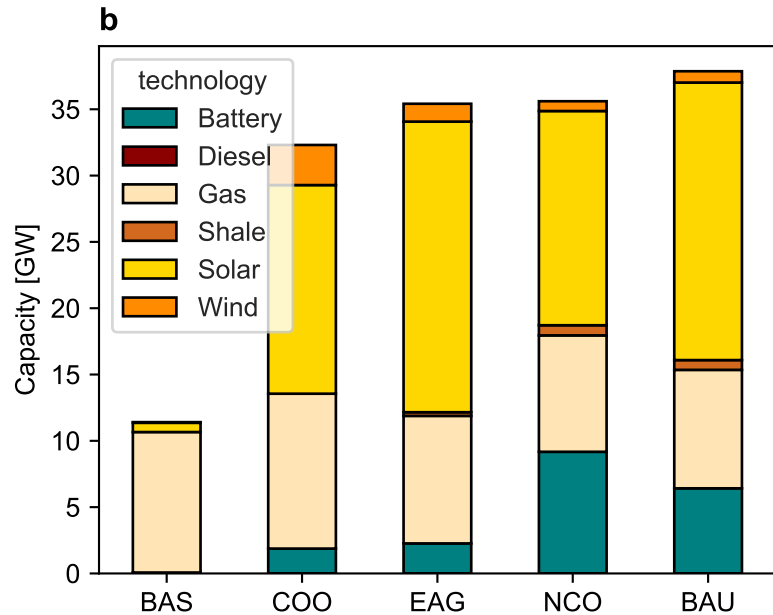 b
technology
Battery
Diesel
Gas
Shale
Solar
Wind
Capacity [GW]
35
30
25
20
15
10
5
0
BAS COO EAG NCO BAU